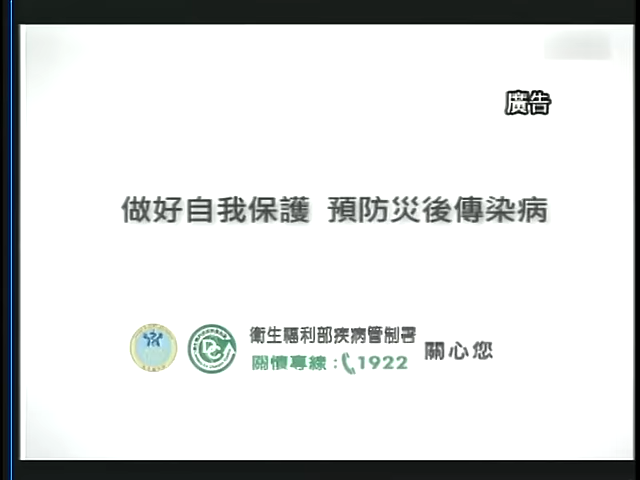 廣告
做好自我保護 預防災後傳染病
衛生福利部疾病管制署
關懷專線：1922
關心您